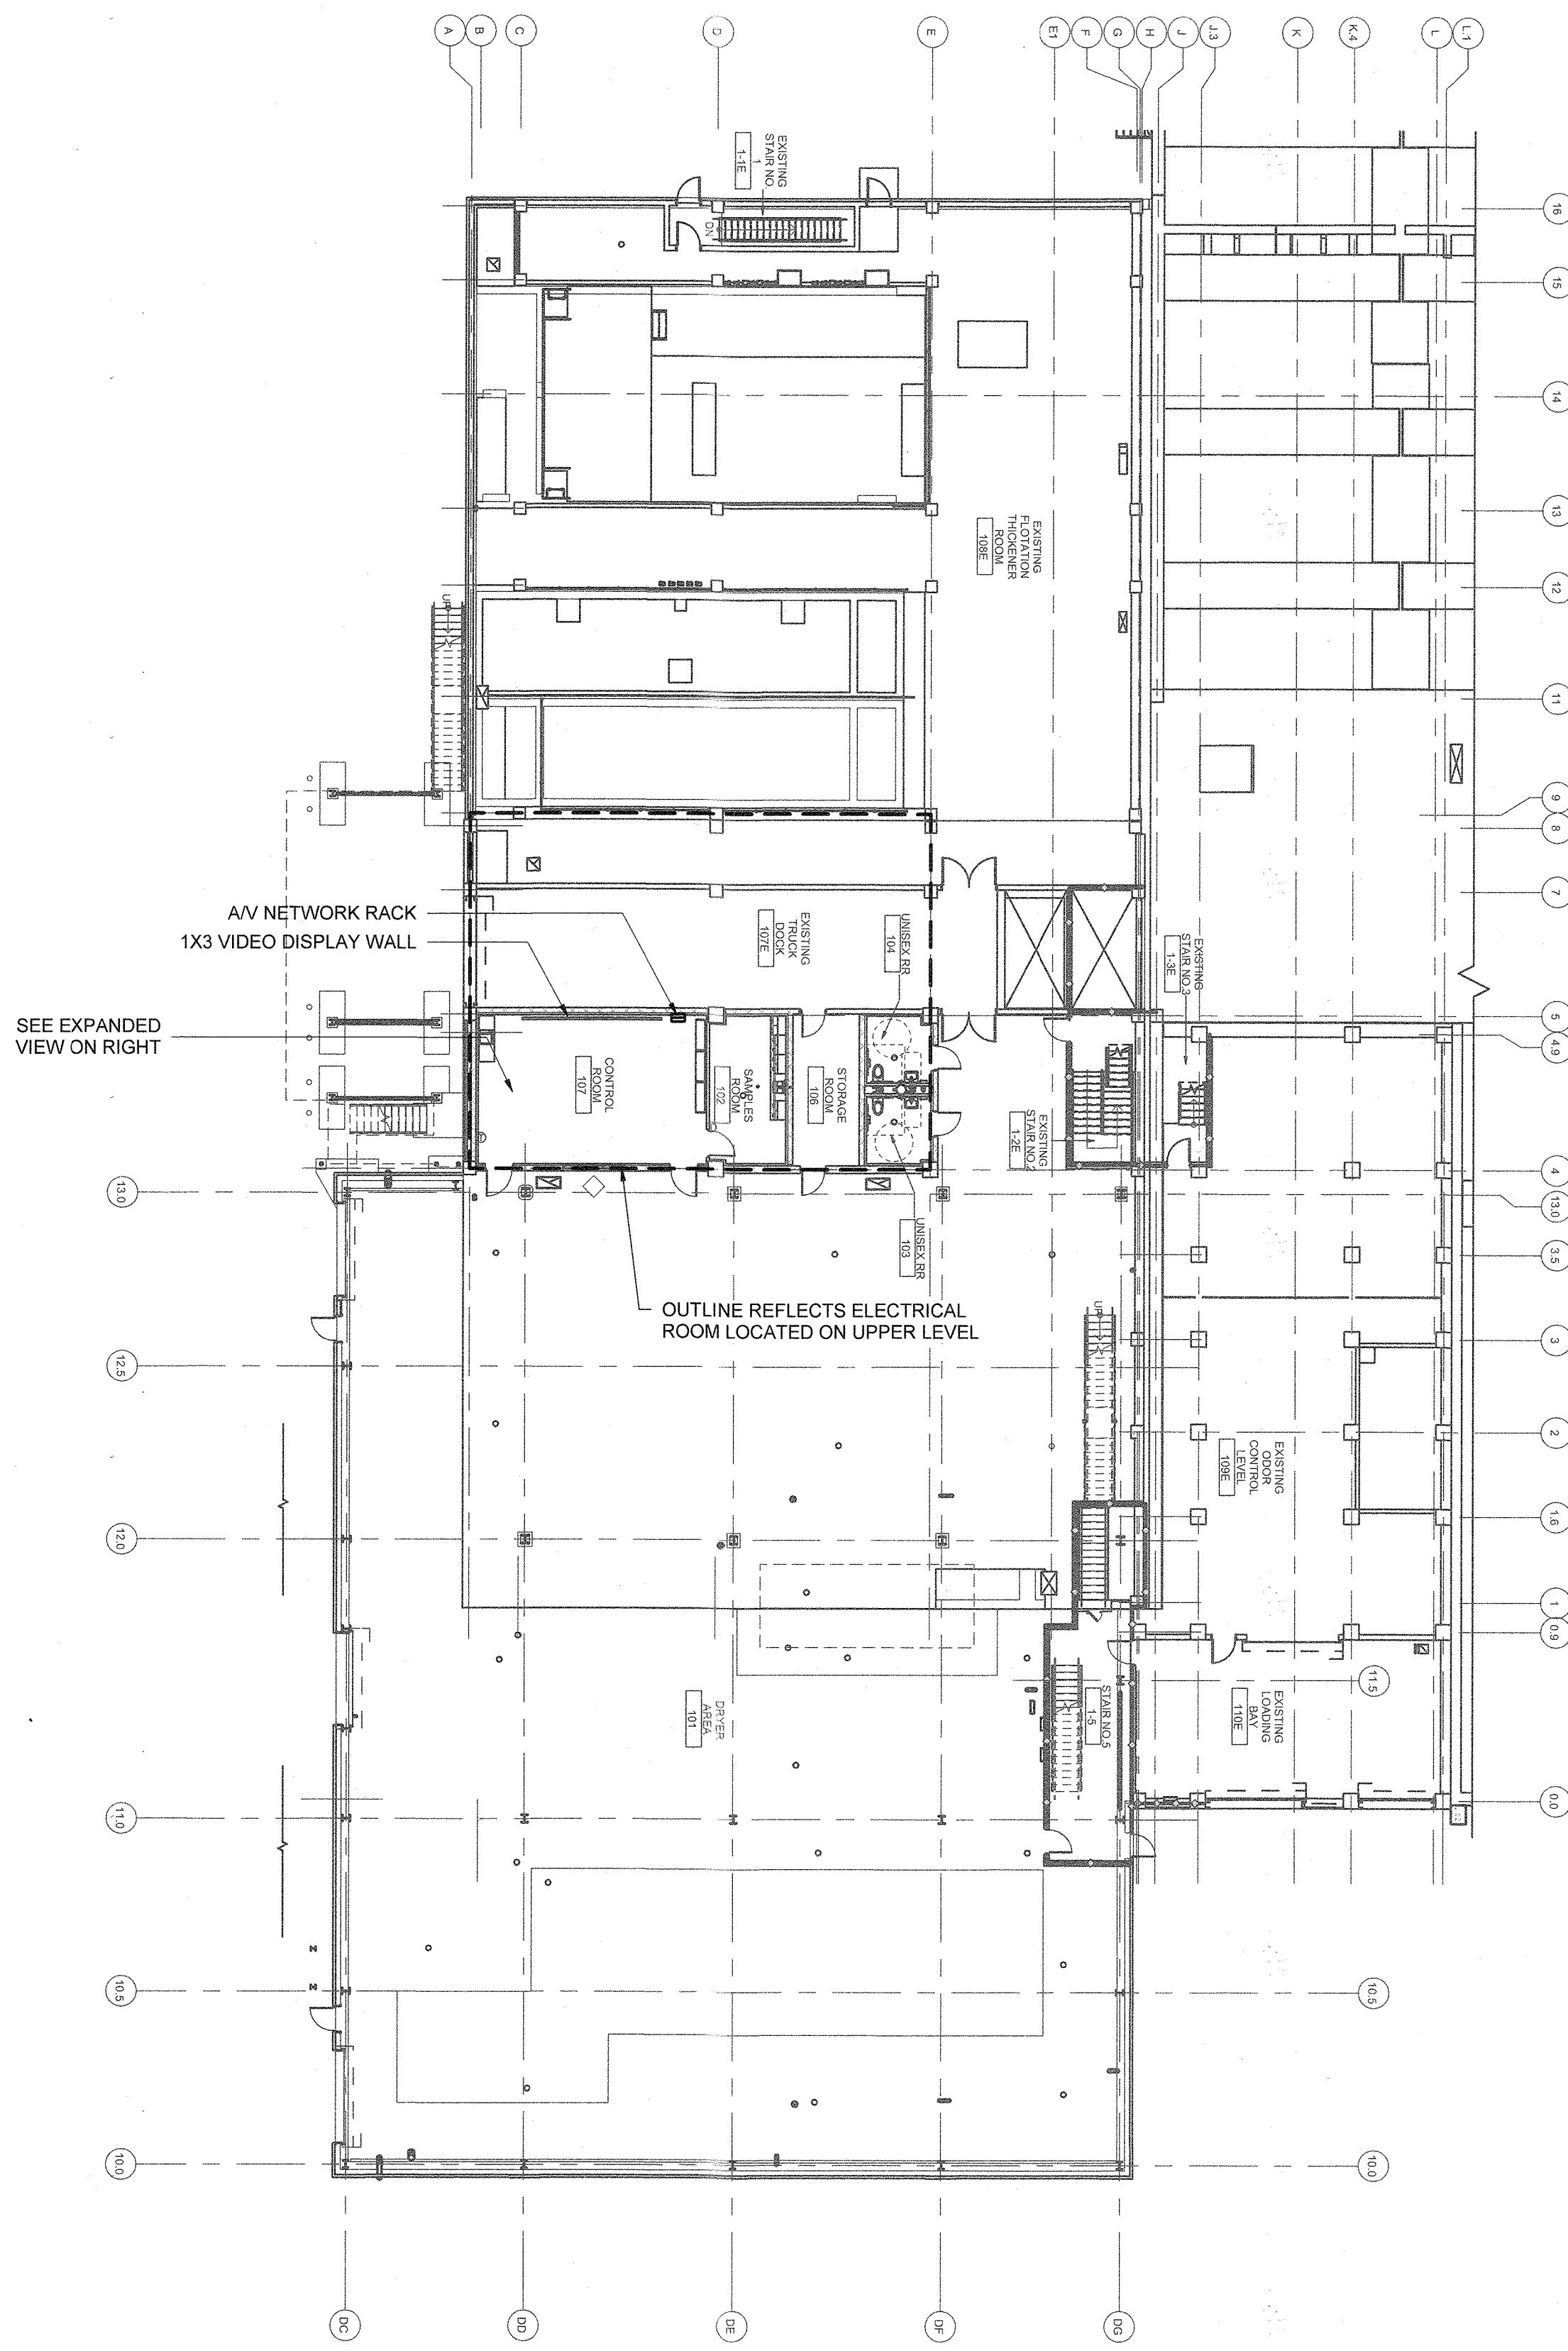 A
B
C
D
E
E1
F
G
H
J
J.3
K
K.4
L
L.1
16
15
14
13
12
11
9
8
7
5
4.9
4
13.0
3.5
3
2
1.6
1
0.9
11.5
0.0
10.5
10.0
EXISTING
STAIR NO.
1
1-1E
DN
EXISTING
FLOTATION
THICKENER
ROOM
108E
UP
A/V NETWORK RACK
1X3 VIDEO DISPLAY WALL
SEE EXPANDED
VIEW ON RIGHT
EXISTING
TRUCK
DOCK
107E
UNISEX RR
104
EXISTING
STAIR NO.3
1-3E
CONTROL
ROOM
107
SAMPLES
ROOM
102
STORAGE
ROOM
106
EXISTING
STAIR NO.2
1-2E
UNISEX RR
103
OUTLINE REFLECTS ELECTRICAL
ROOM LOCATED ON UPPER LEVEL
UP
EXISTING
ODOR
CONTROL
LEVEL
109E
DRYER
AREA
101
STAIR NO.5
1-5
EXISTING
LOADING
BAY
110E
13.0
12.5
12.0
11.0
10.5
10.0
DC
DD
DE
DF
DG